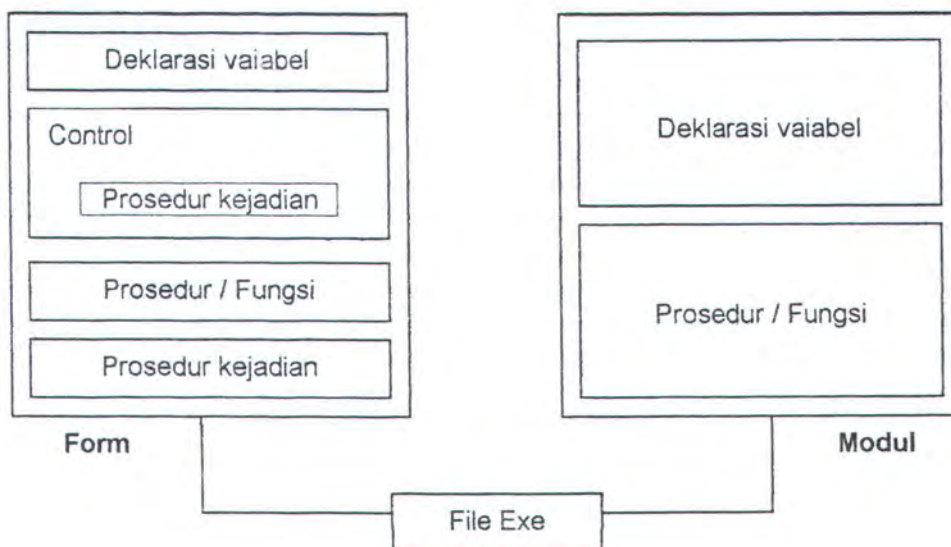 Deklarasi vaiabel
Control
Prosedur kejadian
Prosedur / Fungsi
Prosedur kejadian
Form
Deklarasi vaiabel
Prosedur / Fungsi
Modul
File Exe